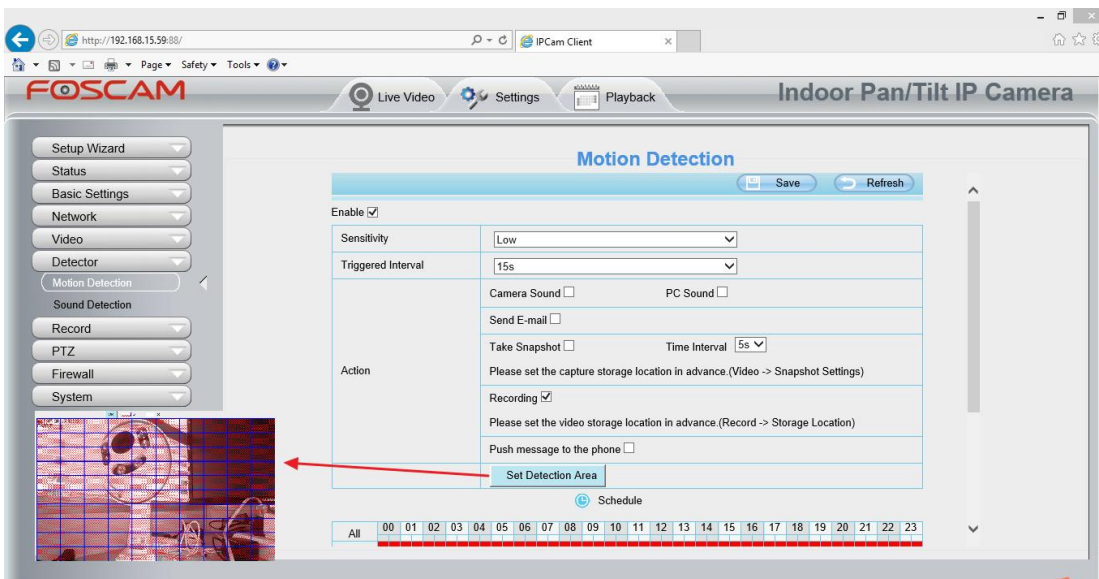 http://192.168.15.59:88/
IPCam Client
Page Safety Tools
FOSCAM
Live Video Settings Playback
Indoor Pan/Tilt IP Camera
Setup Wizard
Status
Basic Settings
Network
Video
Detector
Motion Detection
Sound Detection
Record
PTZ
Firewall
System
Motion Detection
Save Refresh
Enable
Sensitivity Low
Triggered Interval 15s
Action
Camera Sound PC Sound
Send E-mail
Take Snapshot Time Interval 5s
Please set the capture storage location in advance.(Video -> Snapshot Settings)
Recording
Please set the video storage location in advance.(Record -> Storage Location)
Push message to the phone
Set Detection Area
Schedule
All 00 01 02 03 04 05 06 07 08 09 10 11 12 13 14 15 16 17 18 19 20 21 22 23